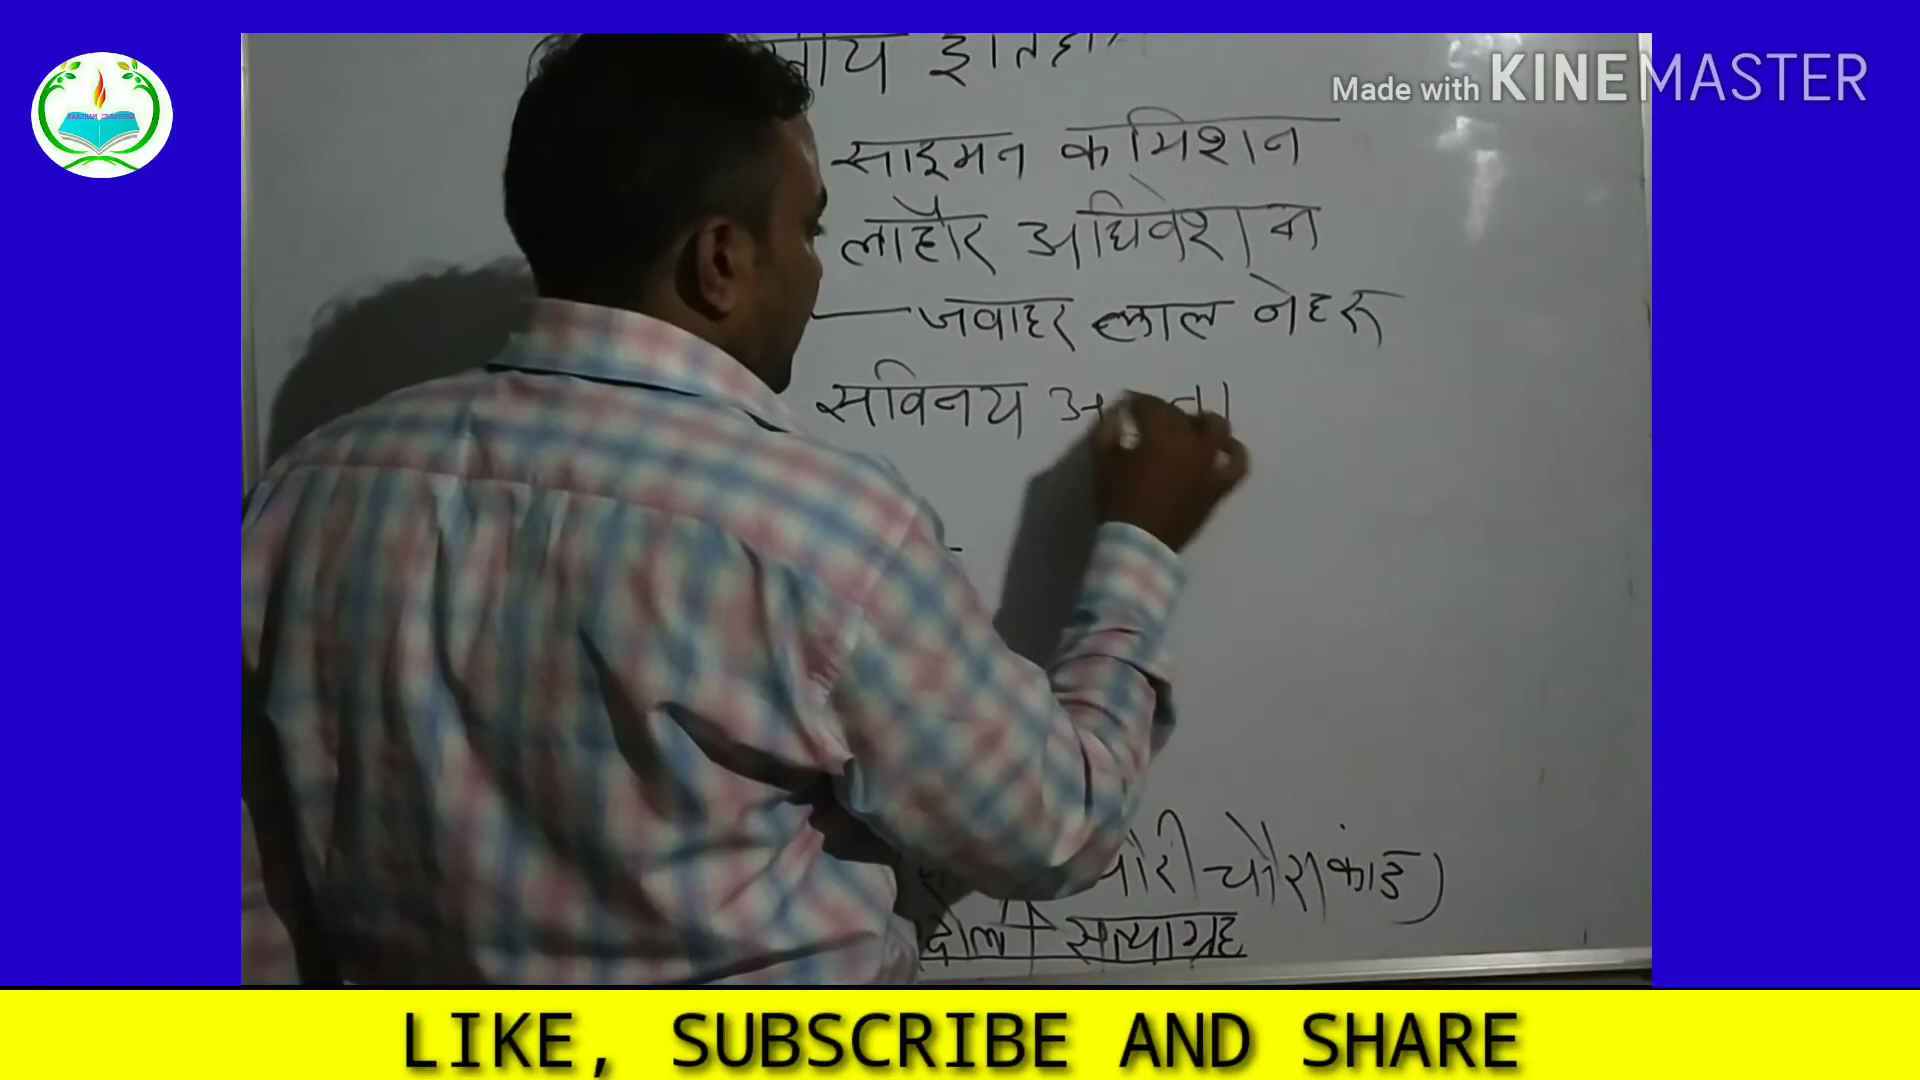 Made with KINEMASTER
साइमन कमिशन
लाहौर अधिवेशन
— जवाहर लाल नेहरू
सविनय
चौराकांड)
सत्याग्रह
LIKE, SUBSCRIBE AND SHARE